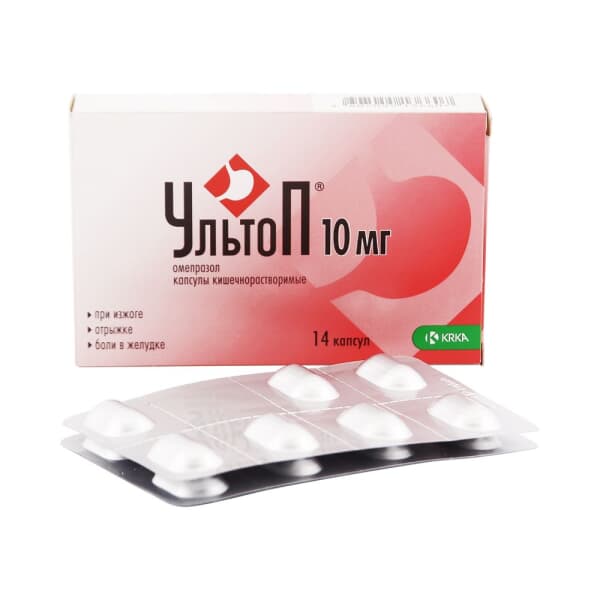 УльтоП® 10 мг
омепразол
капсулы кишечнорастворимые
при изжоге
отрыжке
боли в желудке
14 капсул
KRKA